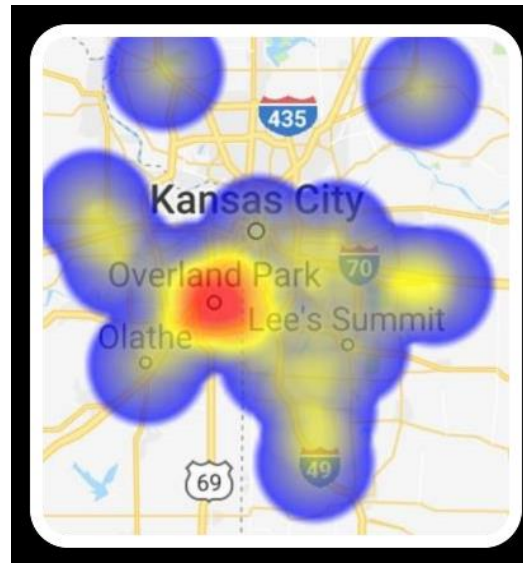 435
Kansas City
70
Overland Park
Lee's Summit
Olathe
49
69